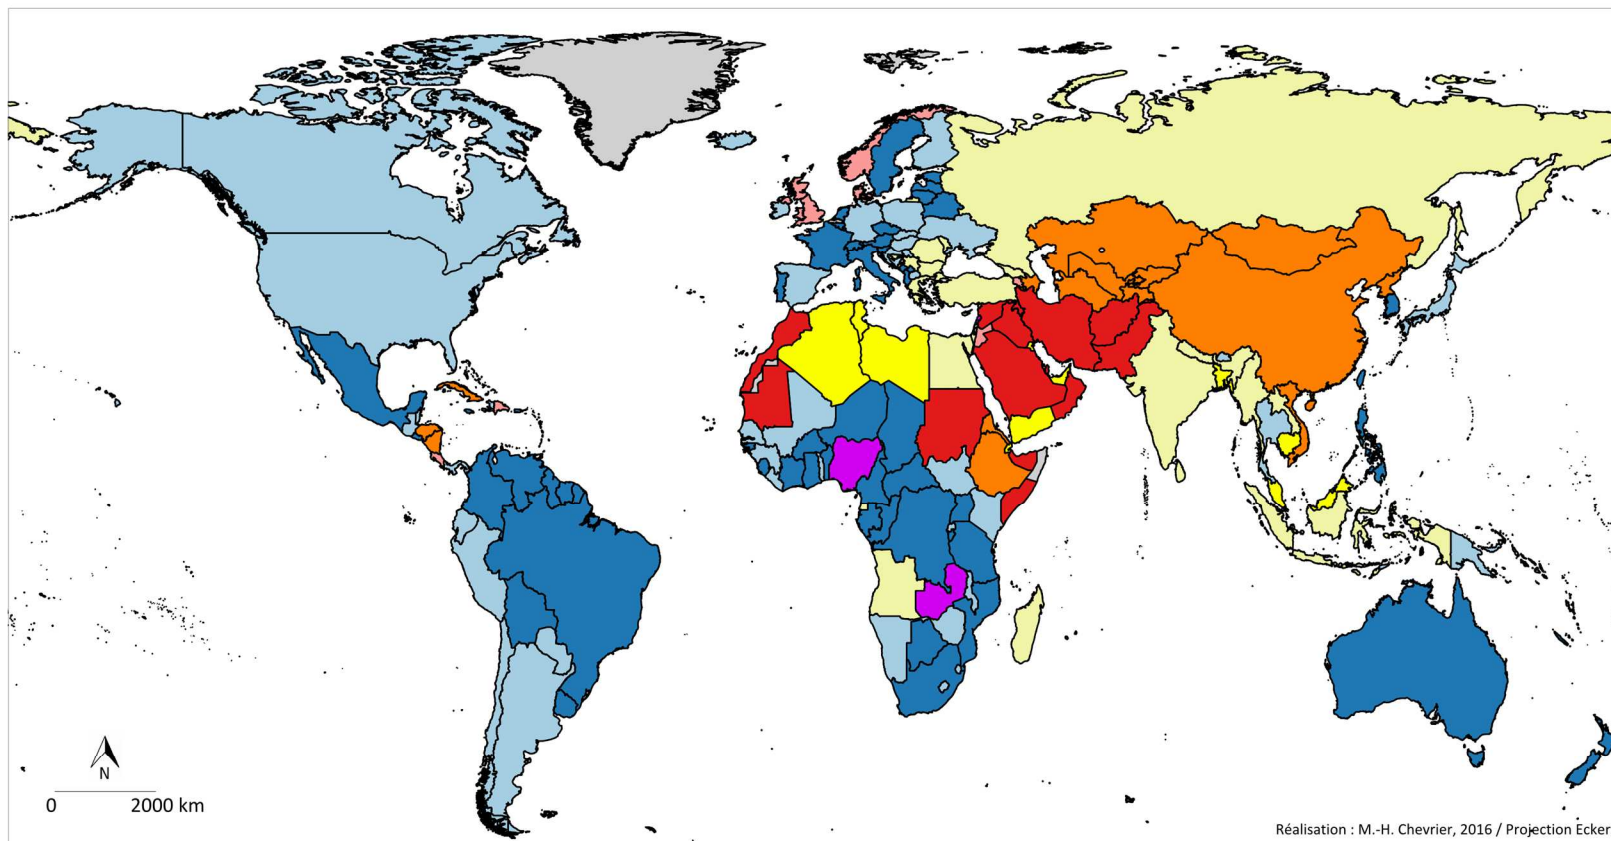 N
0 2000 km
Réalisation : M.-H. Chevrier, 2016 / Projection Ecker